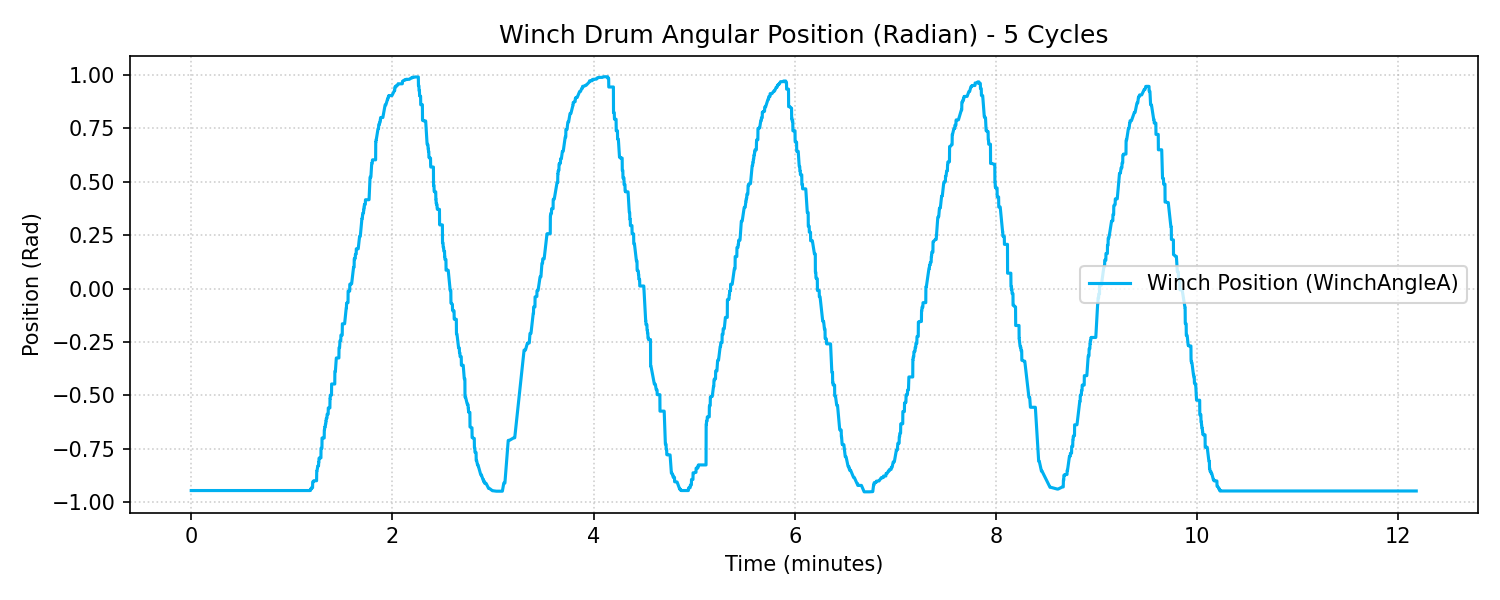 Winch Drum Angular Position (Radian) - 5 Cycles
1.00
0.75
0.50
0.25
0.00
−0.25
−0.50
−0.75
−1.00
Position (Rad)
Winch Position (WinchAngleA)
0 2 4 6 8 10 12
Time (minutes)